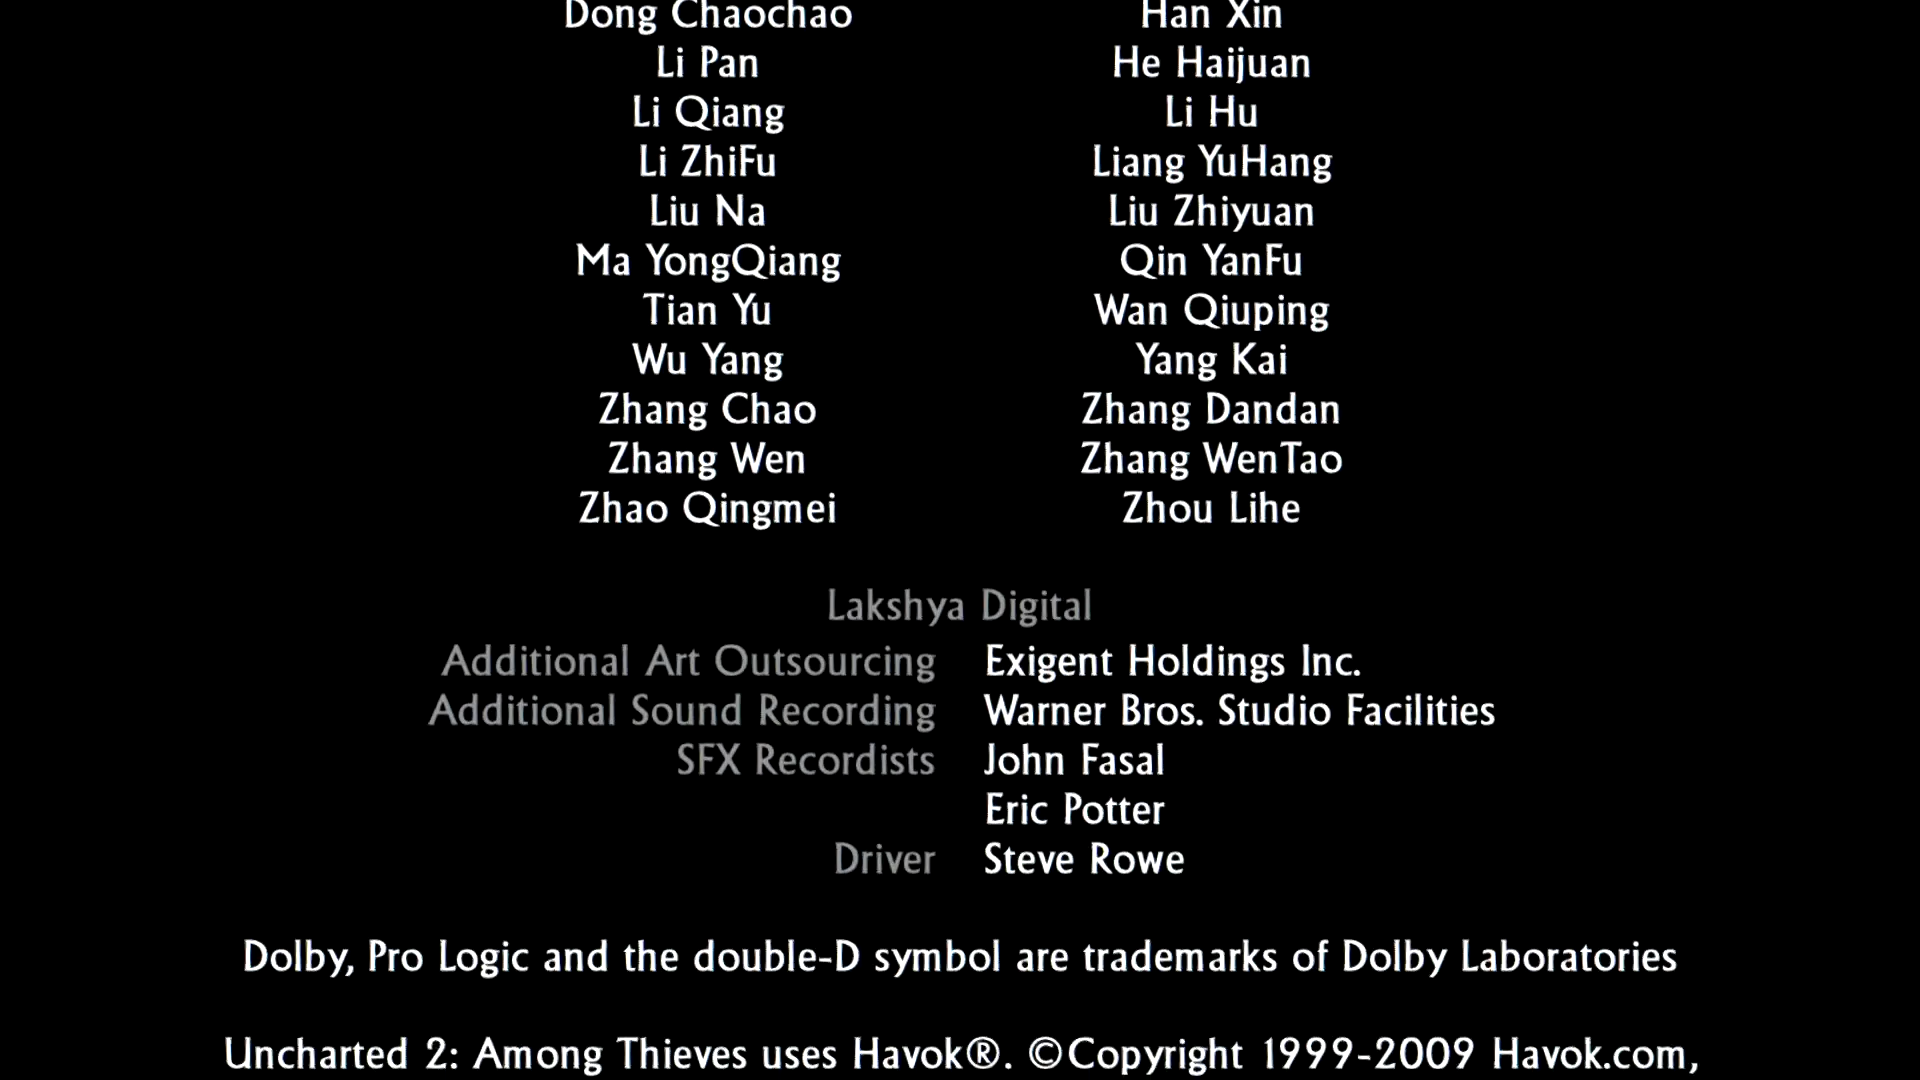 Dong Chaochao Han Xin
Li Pan He Haijuan
Li Qiang Li Hu
Li ZhiFu Liang YuHang
Liu Na Liu Zhiyuan
Ma YongQiang Qin YanFu
Tian Yu Wan Qiuping
Wu Yang Yang Kai
Zhang Chao Zhang Dandan
Zhang Wen Zhang WenTao
Zhao Qingmei Zhou Lihe
Lakshya Digital
Additional Art Outsourcing Exigent Holdings Inc.
Additional Sound Recording Warner Bros. Studio Facilities
SFX Recordists John Fasal
Eric Potter
Driver Steve Rowe
Dolby, Pro Logic and the double-D symbol are trademarks of Dolby Laboratories
Uncharted 2: Among Thieves uses Havok®. ©Copyright 1999-2009 Havok.com,